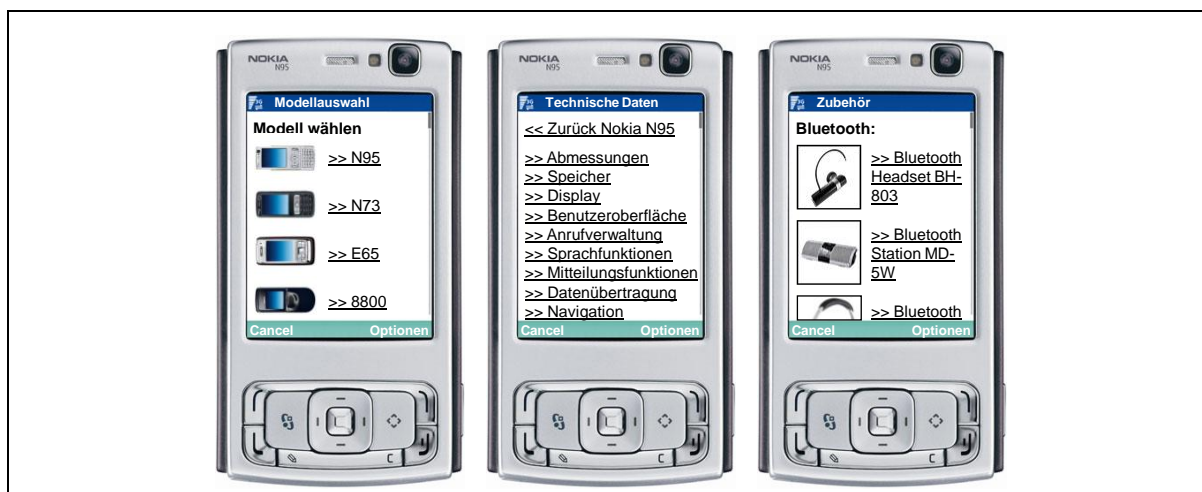 NOKIA
N95
Modellauswahl
Modell wählen
>> N95
>> N73
>> E65
>> 8800
Cancel Optionen
C
NOKIA
N95
Technische Daten
<< Zurück Nokia N95
>> Abmessungen
>> Speicher
>> Display
>> Benutzeroberfläche
>> Anrufverwaltung
>> Sprachfunktionen
>> Mitteilungsfunktionen
>> Datenübertragung
>> Navigation
Cancel Optionen
C
NOKIA
N95
Zubehör
Bluetooth:
>> Bluetooth
Headset BH-
803
>> Bluetooth
Station MD-
5W
>> Bluetooth
Cancel Optionen
C